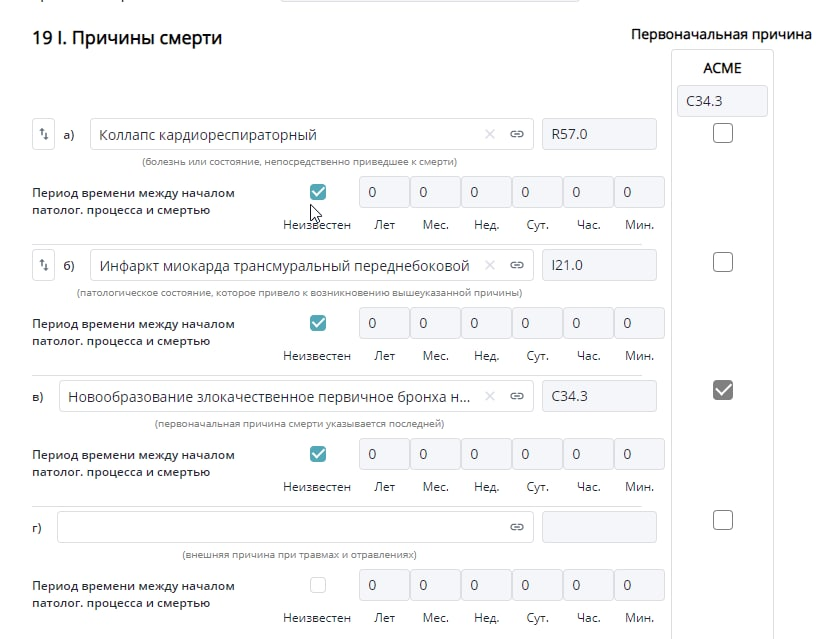 19 I. Причины смерти
Первоначальная причина
ACME
C34.3
а) Коллапс кардиореспираторный R57.0
(болезнь или состояние, непосредственно приведшее к смерти)
Период времени между началом
патолог. процесса и смертью
0 0 0 0 0 0
Неизвестен Лет Мес. Нед. Сут. Час. Мин.
б) Инфаркт миокарда трансмуральный переднебоковой I21.0
(патологическое состояние, которое привело к возникновению вышеуказанной причины)
Период времени между началом
патолог. процесса и смертью
0 0 0 0 0 0
Неизвестен Лет Мес. Нед. Сут. Час. Мин.
в) Новообразование злокачественное первичное бронха н... C34.3
(первоначальная причина смерти указывается последней)
Период времени между началом
патолог. процесса и смертью
0 0 0 0 0 0
Неизвестен Лет Мес. Нед. Сут. Час. Мин.
г)
(внешняя причина при травмах и отравлениях)
Период времени между началом
патолог. процесса и смертью
0 0 0 0 0 0
Неизвестен Лет Мес. Нед. Сут. Час. Мин.